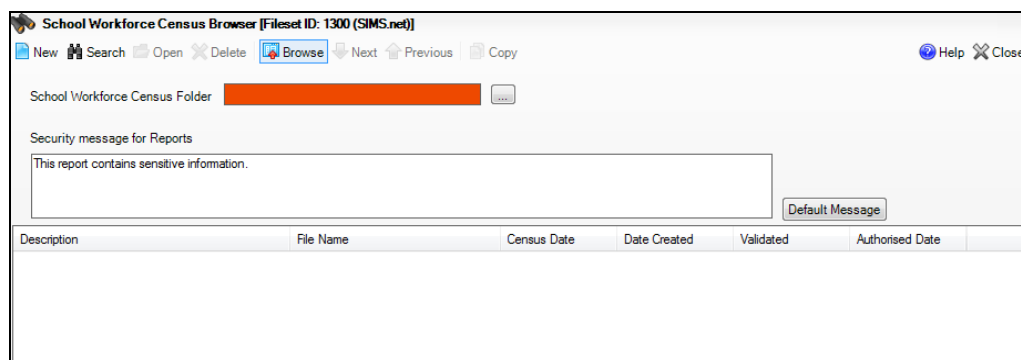 School Workforce Census Browser [Fileset ID: 1300 (SIMS.net)]
New Search Open Delete Browse Next Previous Copy Help Close
School Workforce Census Folder ...
Security message for Reports
This report contains sensitive information.
Default Message
Description File Name Census Date Date Created Validated Authorised Date